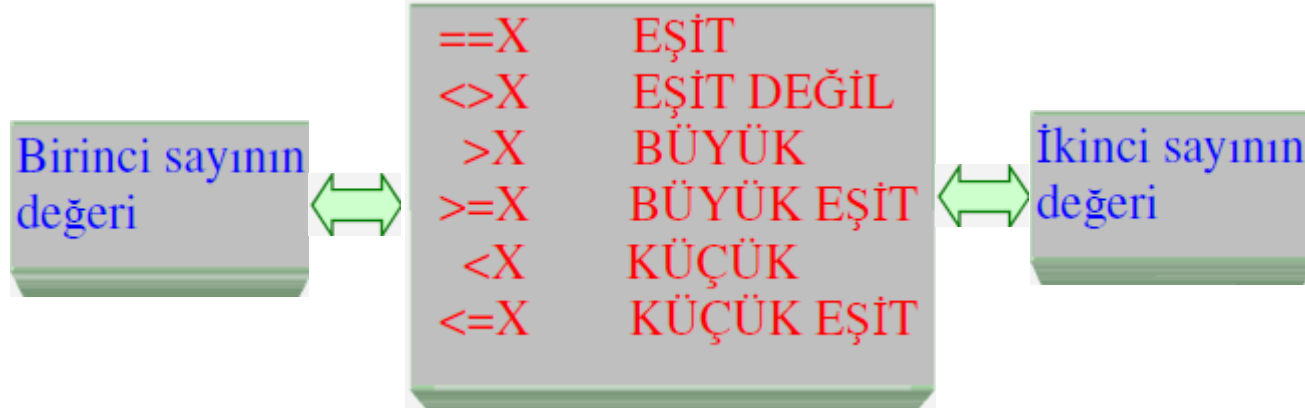 Birinci sayının
değeri
==X EŞİT
<>X EŞİT DEĞİL
>X BÜYÜK
>=X BÜYÜK EŞİT
<X KÜÇÜK
<=X KÜÇÜK EŞİT
İkinci sayının
değeri